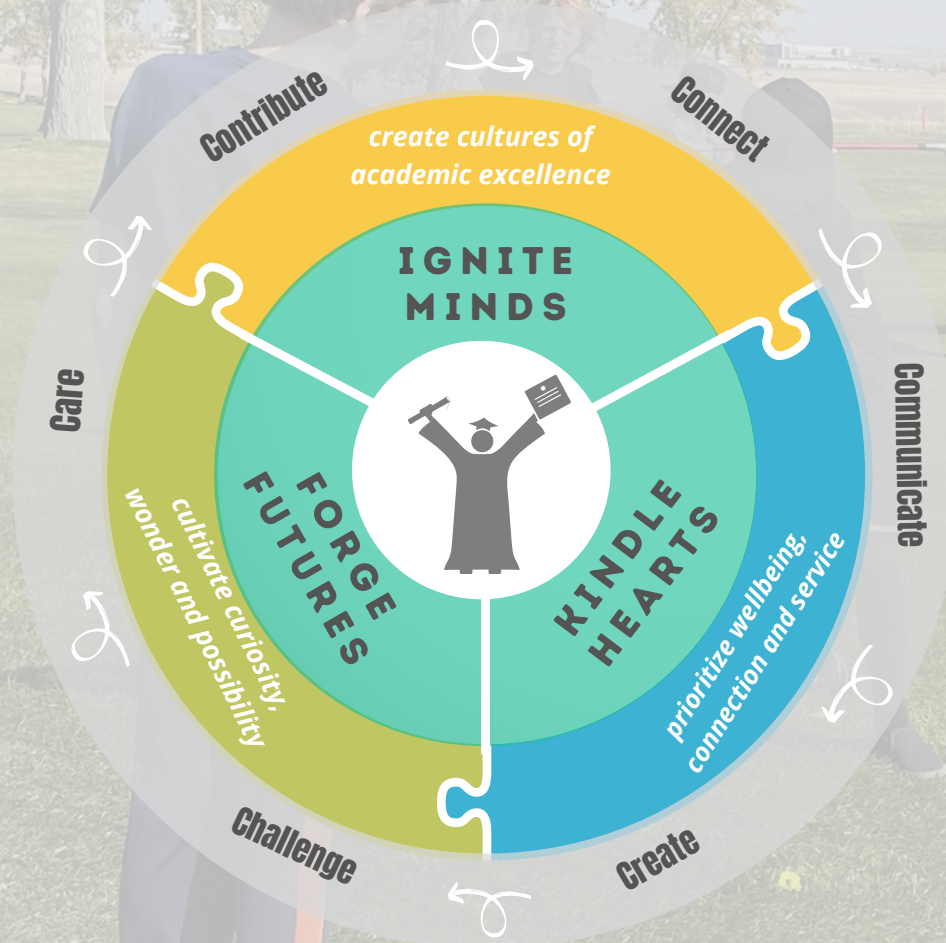 Contribute
Connect
Communicate
Create
Challenge
Care
create cultures of
academic excellence
IGNITE
MINDS
KINDLE
HEARTS
prioritize wellbeing,
connection and service
FORGE
FUTURES
cultivate curiosity,
wonder and possibility